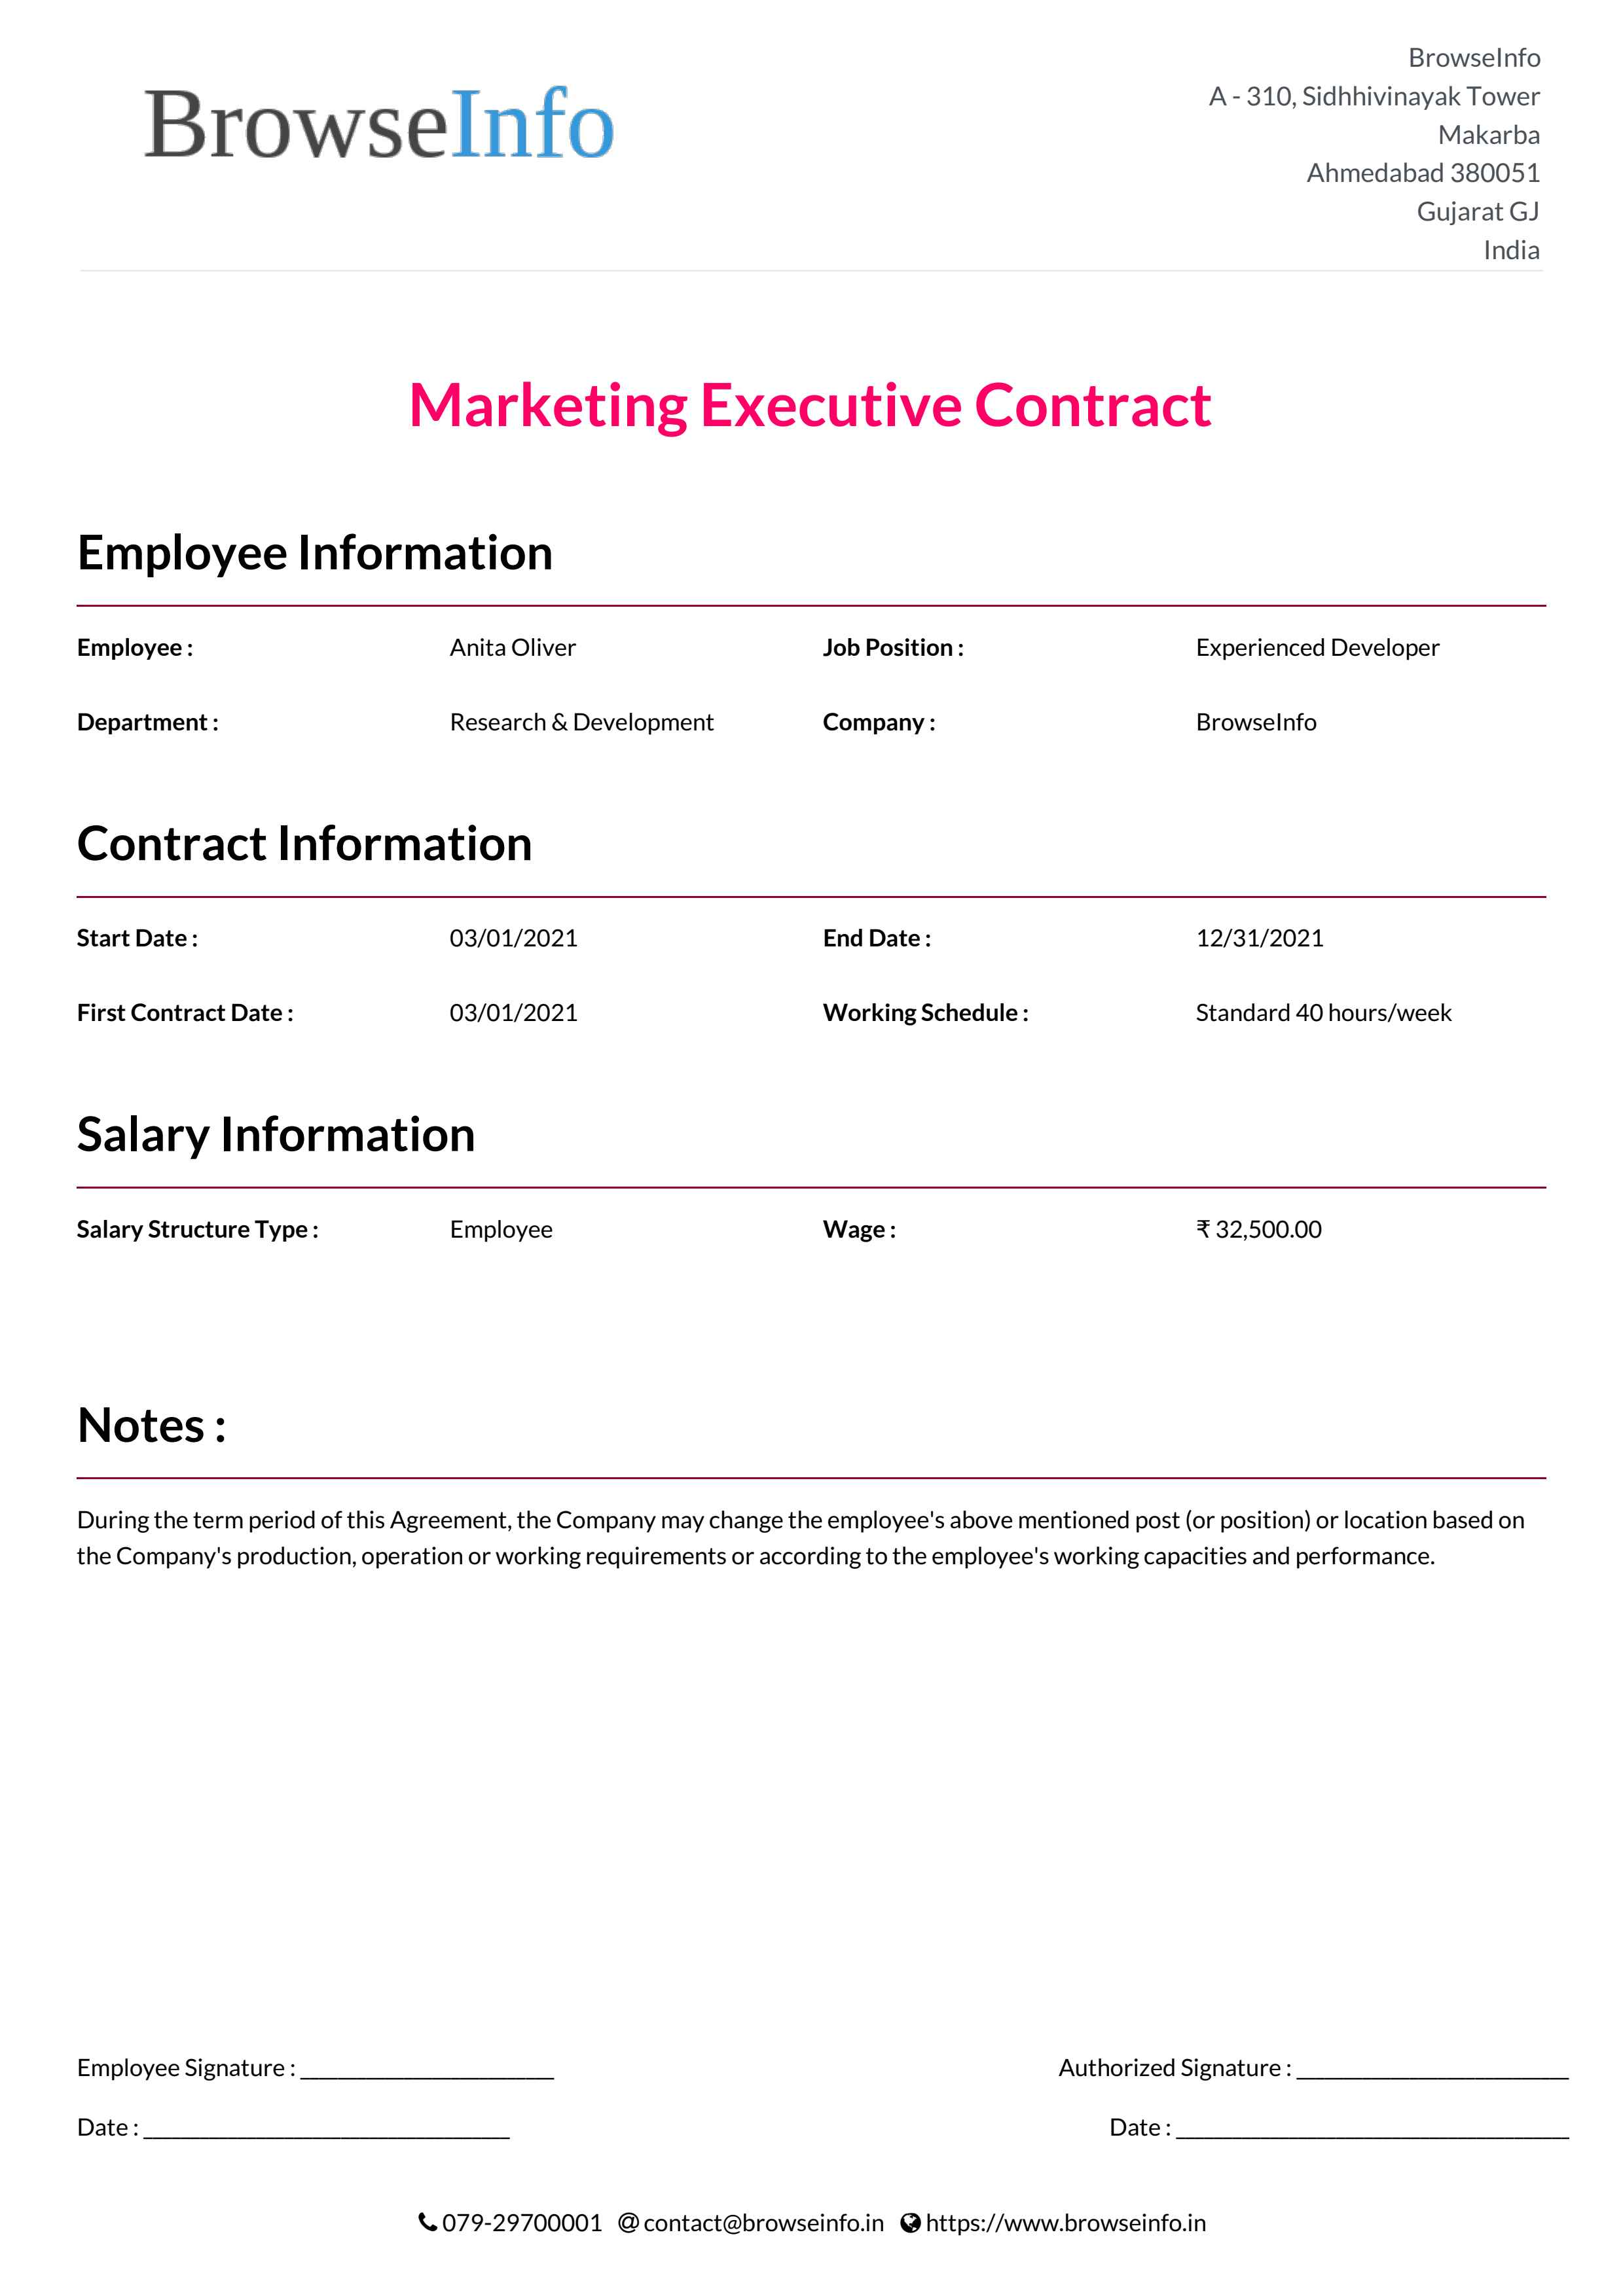 BrowseInfo
BrowseInfo
A - 310, Sidhhivinayak Tower
Makarba
Ahmedabad 380051
Gujarat GJ
India
Marketing Executive Contract
Employee Information
Employee : Anita Oliver Job Position : Experienced Developer
Department : Research & Development Company : BrowseInfo
Contract Information
Start Date : 03/01/2021 End Date : 12/31/2021
First Contract Date : 03/01/2021 Working Schedule : Standard 40 hours/week
Salary Information
Salary Structure Type : Employee Wage : ₹ 32,500.00
Notes :
During the term period of this Agreement, the Company may change the employee's above mentioned post (or position) or location based on
the Company's production, operation or working requirements or according to the employee's working capacities and performance.
Employee Signature : ____________________ Authorized Signature : ____________________
Date : ____________________ Date : ____________________
079-29700001 @ contact@browseinfo.in https://www.browseinfo.in